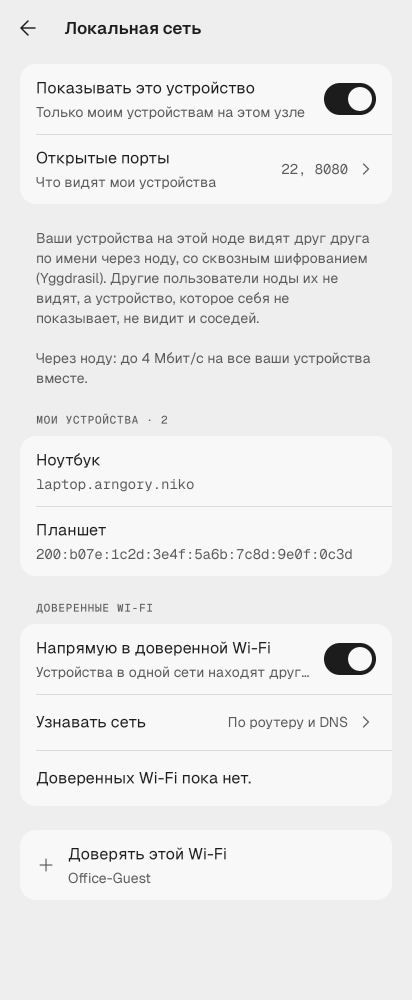 Локальная сеть
Показывать это устройство
Только моим устройствам на этом узле
Открытые порты
22, 8080
Что видят мои устройства
Ваши устройства на этой ноде видят друг друга
по имени через ноду, со сквозным шифрованием
(Yggdrasil). Другие пользователи ноды их не
видят, а устройство, которое себя не
показывает, не видит и соседей.
Через ноду: до 4 Мбит/с на все ваши устройства
вместе.
МОИ УСТРОЙСТВА · 2
Ноутбук
laptop.arngory.niko
Планшет
200:b07e:1c2d:3e4f:5a6b:7c8d:9e0f:0c3d
ДОВЕРЕННЫЕ WI-FI
Напрямую в доверенной Wi-Fi
Устройства в одной сети находят друг…
Узнавать сеть
По роутеру и DNS
Доверенных Wi-Fi пока нет.
Доверять этой Wi-Fi
Office-Guest